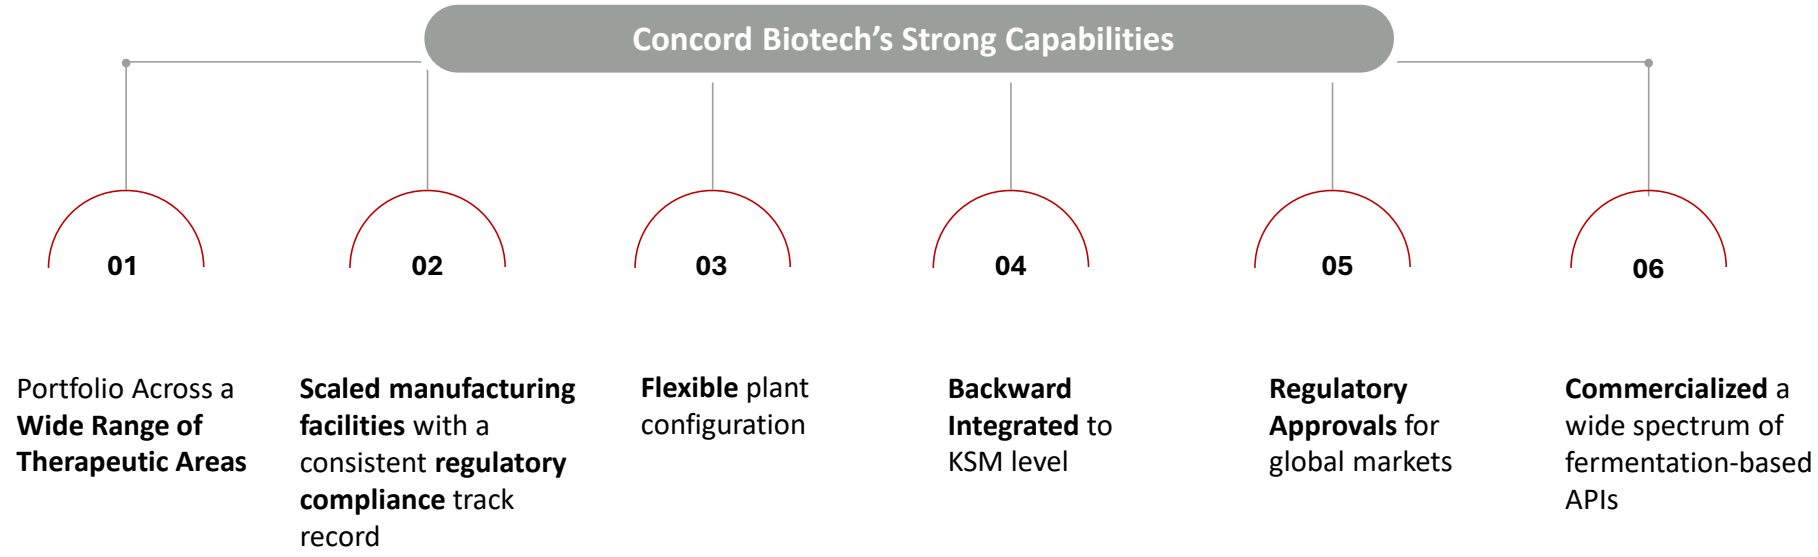 Concord Biotech’s Strong Capabilities
01
Portfolio Across a
Wide Range of
Therapeutic Areas
02
Scaled manufacturing
facilities with a
consistent regulatory
compliance track
record
03
Flexible plant
configuration
04
Backward
Integrated to
KSM level
05
Regulatory
Approvals for
global markets
06
Commercialized a
wide spectrum of
fermentation-based
APIs